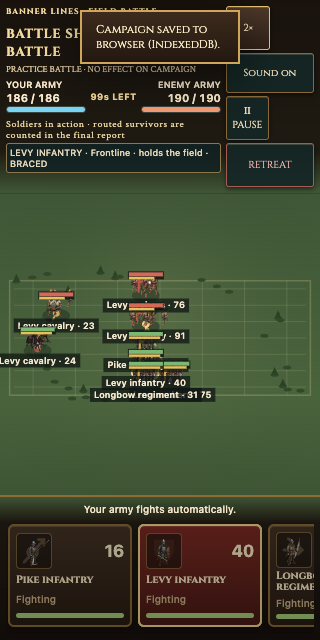 BANNER LINES
BATTLE SH
BATTLE
PRACTICE BATTLE · NO EFFECT ON CAMPAIGN
Campaign saved to
browser (IndexedDB).
2×
YOUR ARMY
186 / 186
99s LEFT
ENEMY ARMY
190 / 190
Soldiers in action · routed survivors are
counted in the final report
LEVY INFANTRY · Frontline · holds the field ·
BRACED
Sound on
II
Pause
Retreat
Levy · 76
Levy cavalry · 23
Levy · 91
Levy cavalry · 24
Pike
Levy infantry · 40
Longbow regiment · 31 75
Your army fights automatically.
16
Pike infantry
Fighting
40
Levy infantry
Fighting
Longb
regime
Fighting